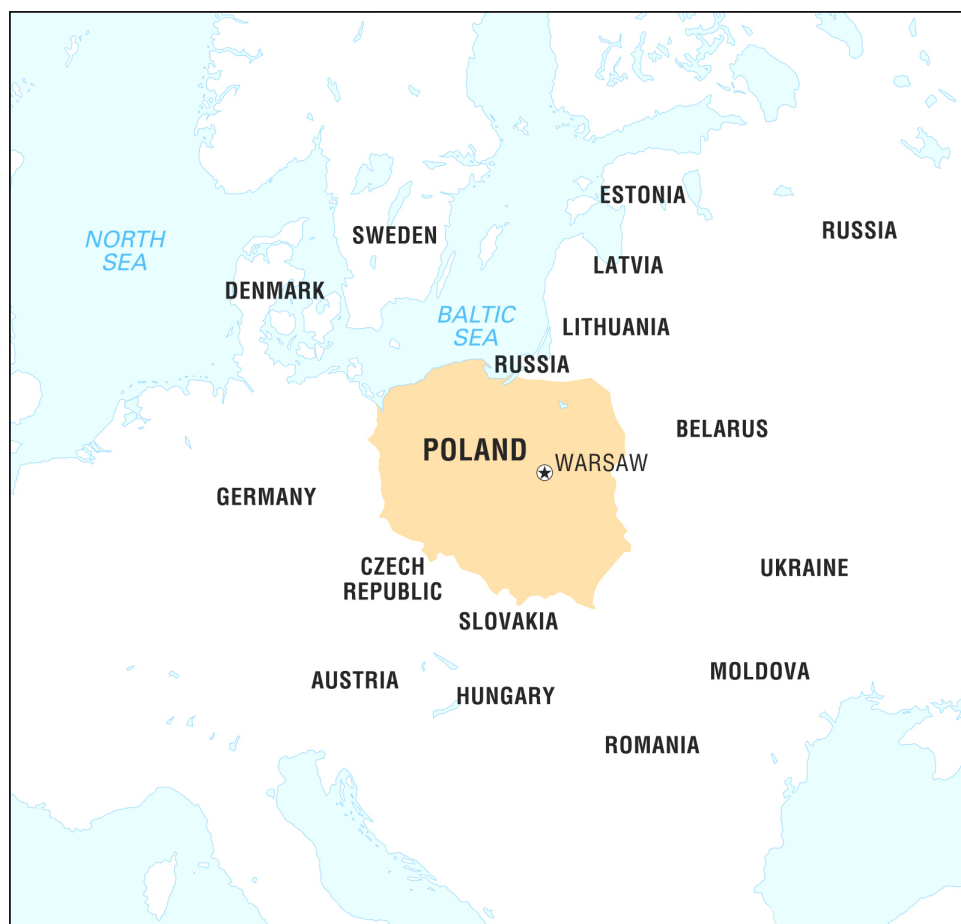 ESTONIA
RUSSIA
NORTH
SEA
SWEDEN
LATVIA
DENMARK
BALTIC
SEA
LITHUANIA
RUSSIA
BELARUS
POLAND
WARSAW
GERMANY
CZECH
REPUBLIC
UKRAINE
SLOVAKIA
MOLDOVA
AUSTRIA
HUNGARY
ROMANIA